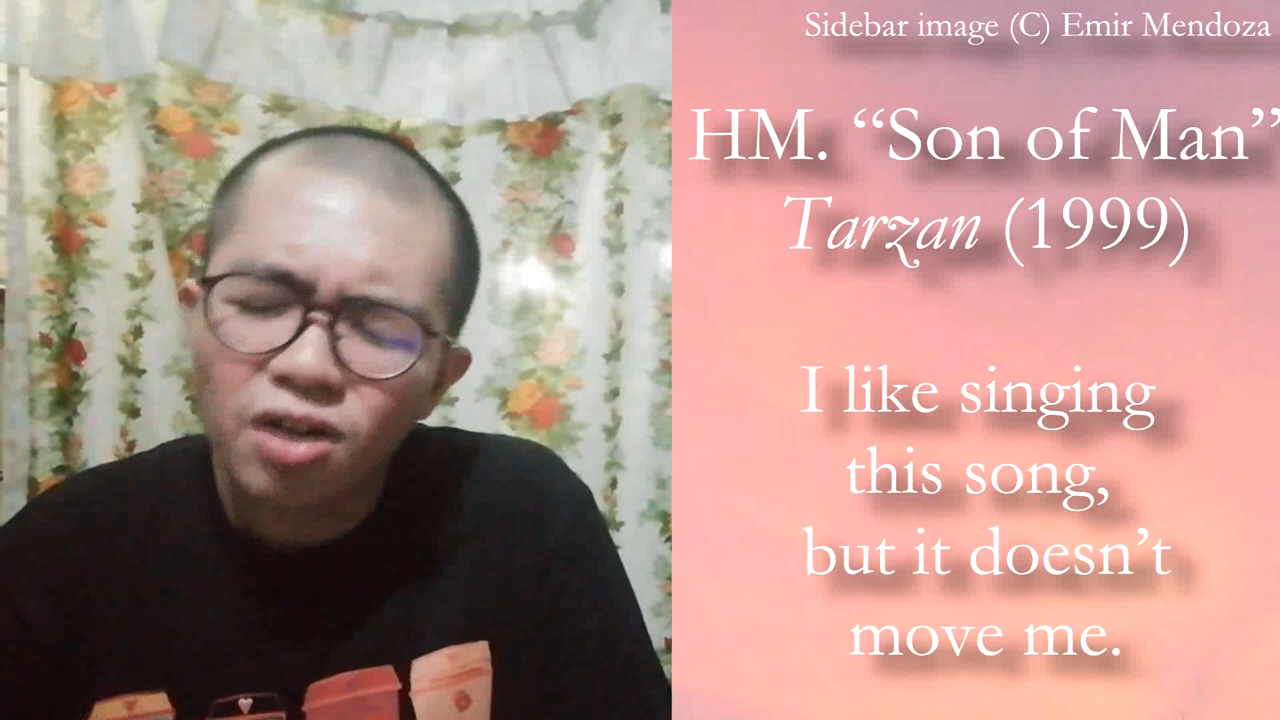 Sidebar image (C) Emir Mendoza
HM. “Son of Man”
Tarzan (1999)
I like singing
this song,
but it doesn’t
move me.